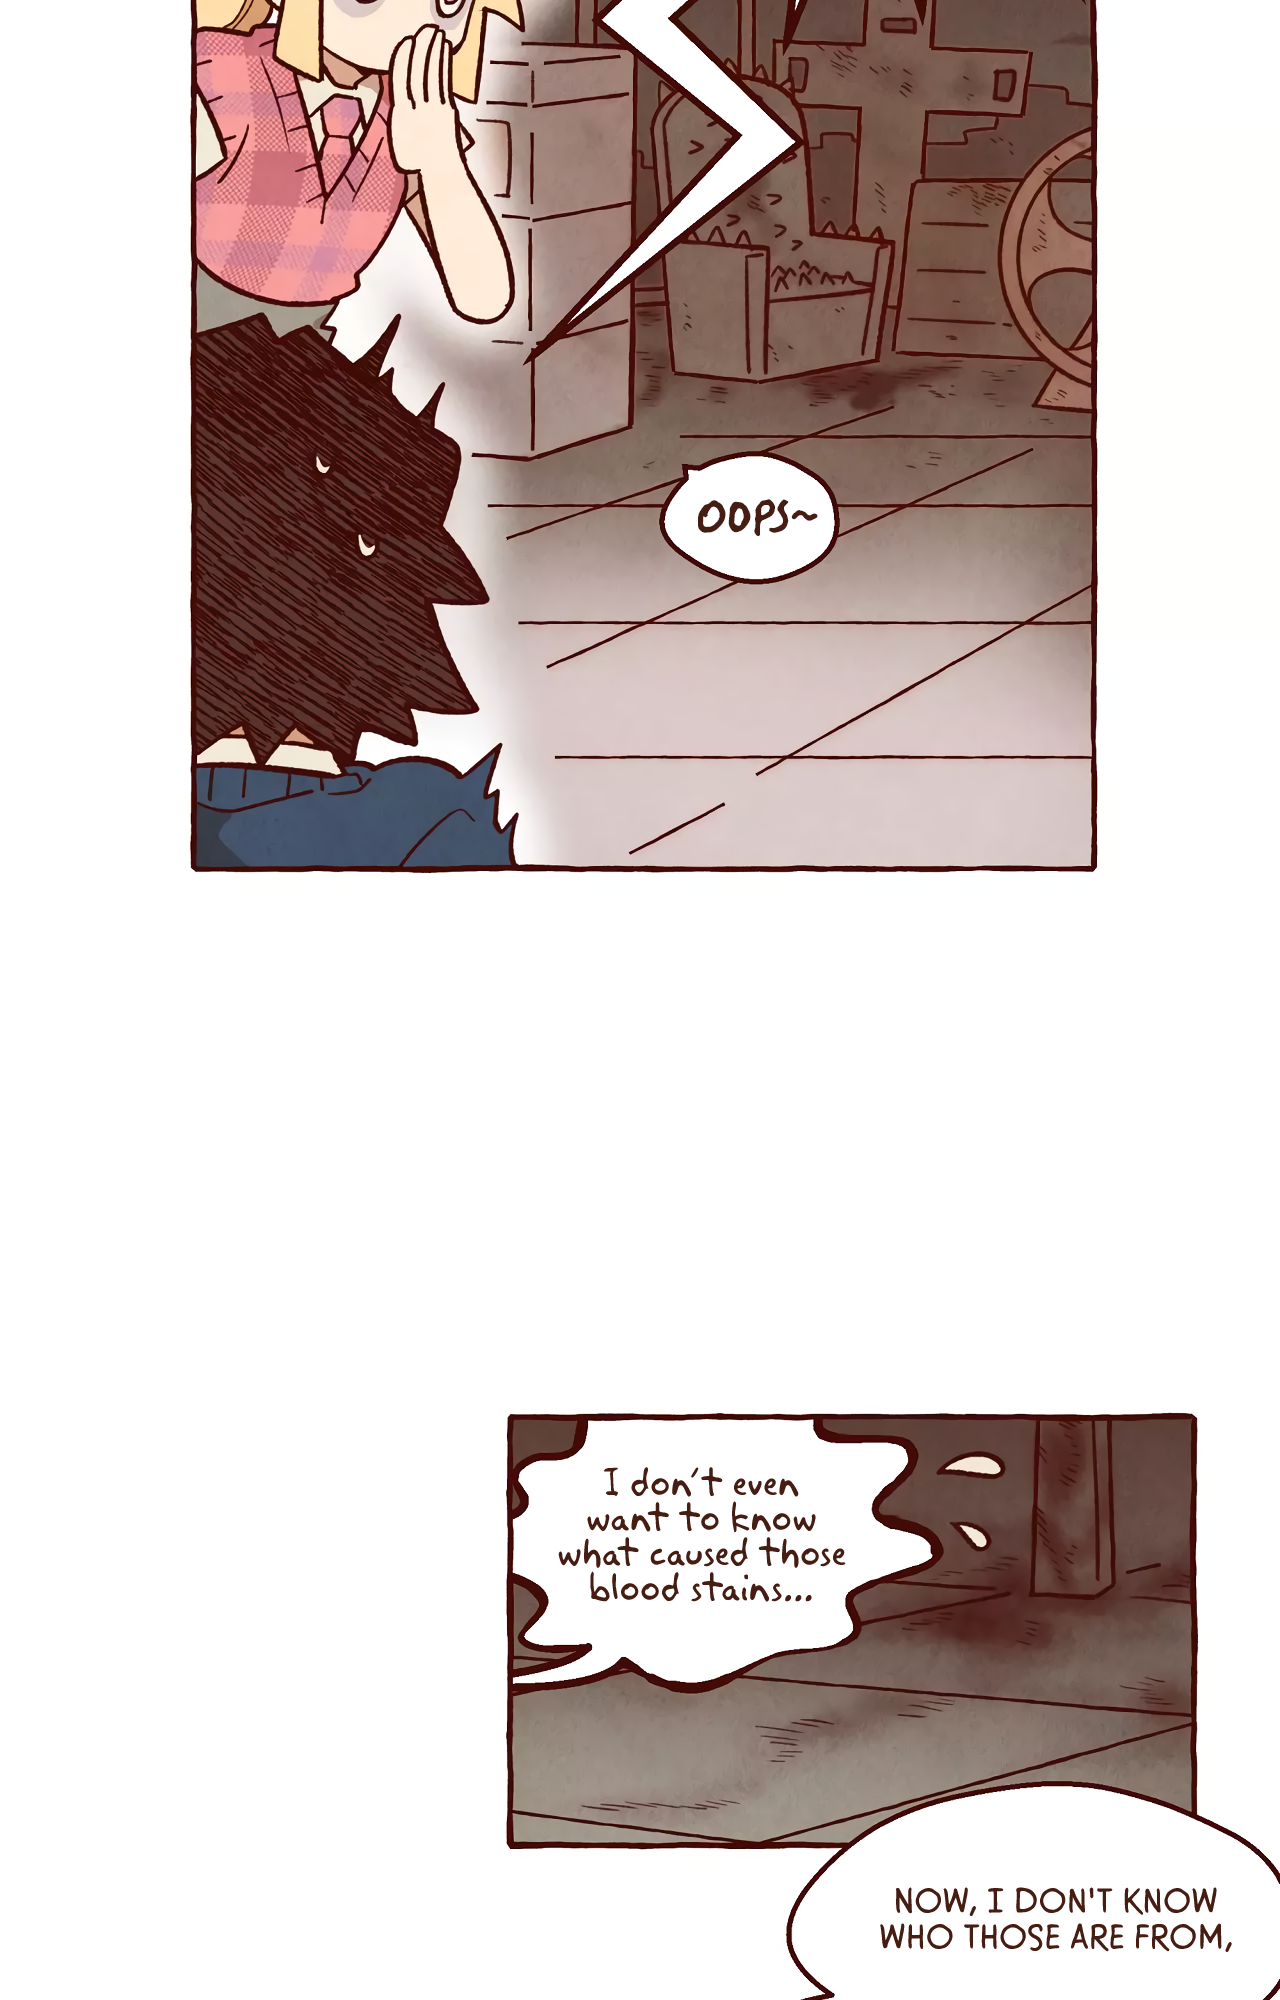 OOPS~
I don't even
want to know
what caused those
blood stains...
NOW, I DON'T KNOW
WHO THOSE ARE FROM,